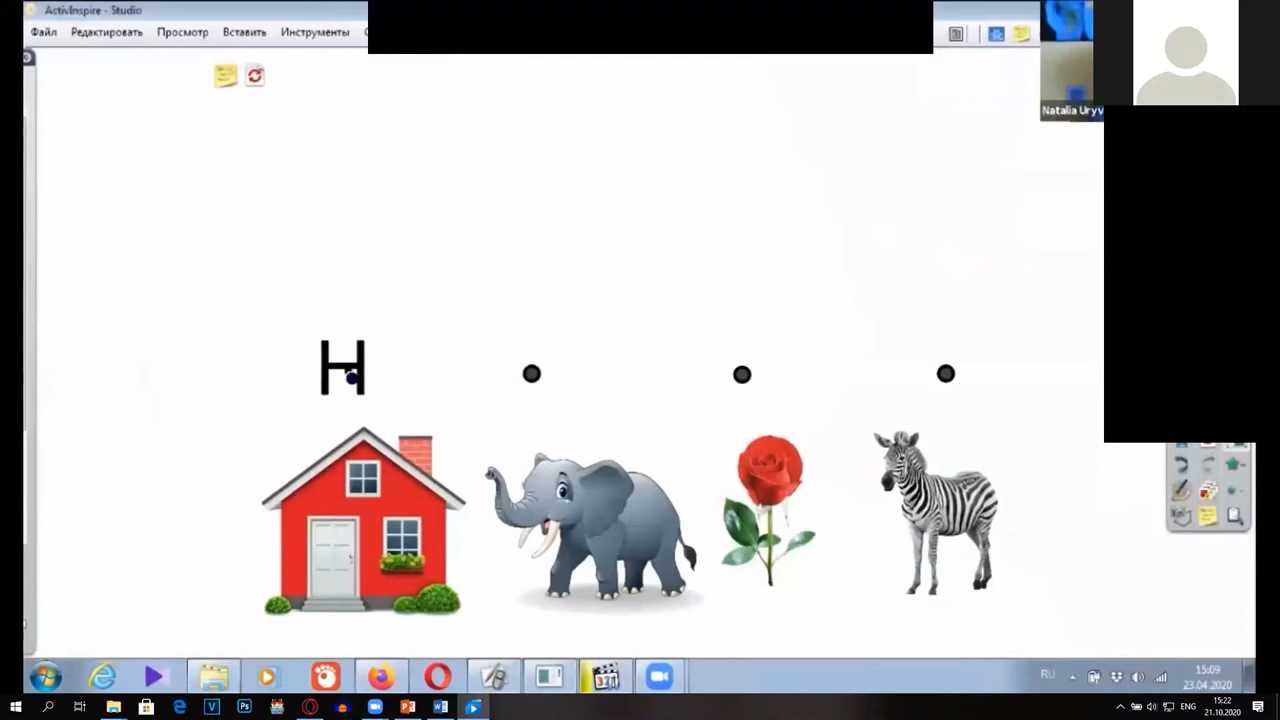 ActivInspire - Studio
Файл Редактировать Просмотр Вставить Инструменты
Natalia Uryv
H
RU
15:09
23.04.2020
ENG
15:22
21.10.2020